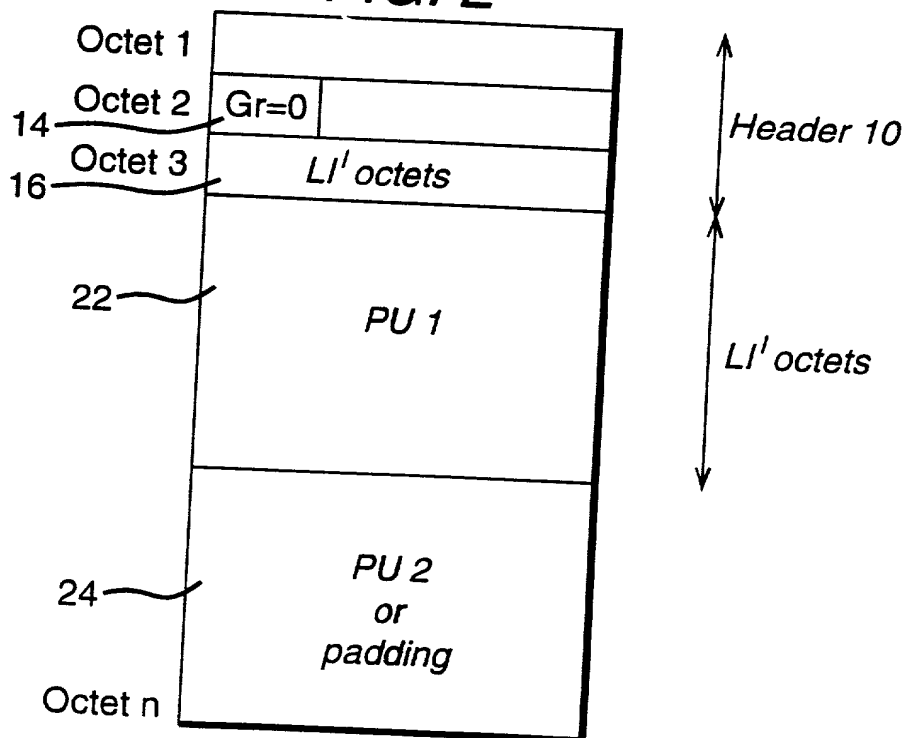 Octet 1
14 Octet 2 Gr=0
Header 10
16 Octet 3 LI' octets
22 PU 1
LI' octets
24 PU 2
or
padding
Octet n